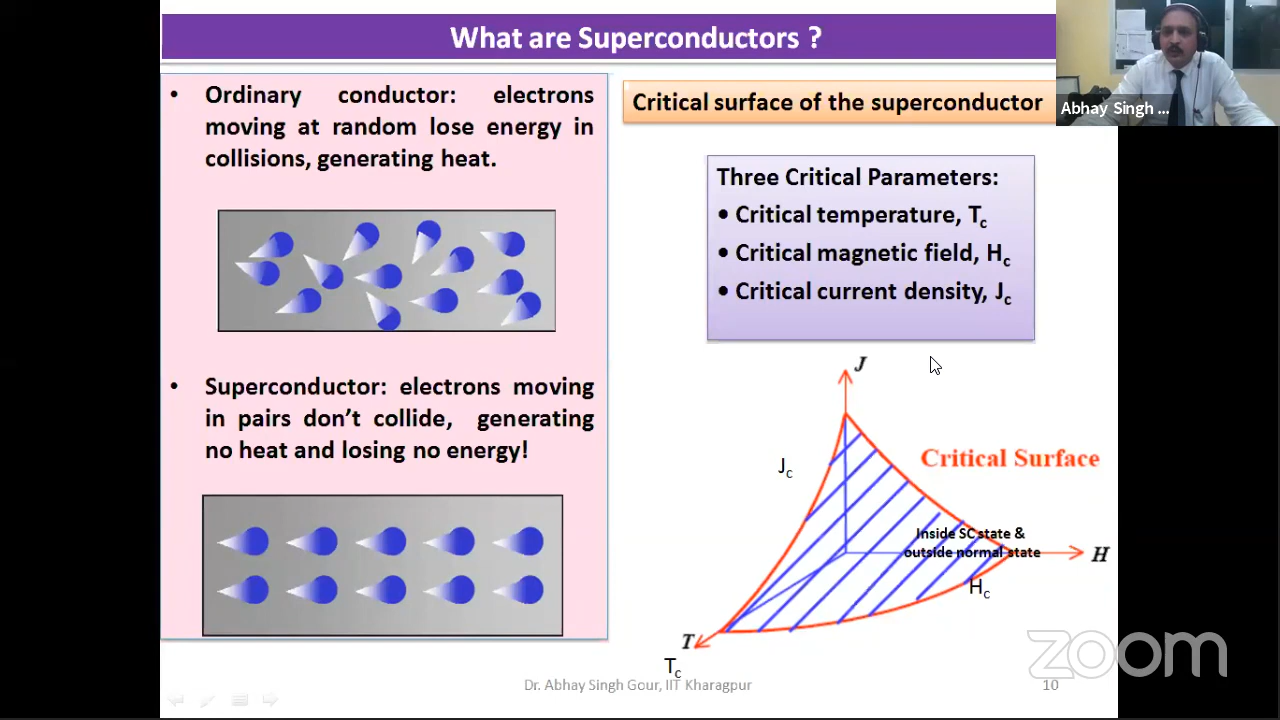 What are Superconductors ?
• Ordinary conductor: electrons
moving at random lose energy in
collisions, generating heat.
• Superconductor: electrons moving
in pairs don't collide, generating
no heat and losing no energy!
Critical surface of the superconductor
Abhay Singh ...
Three Critical Parameters:
• Critical temperature, Tc
• Critical magnetic field, Hc
• Critical current density, Jc
J
Jc
Critical Surface
Inside SC state &
outside normal state
H
Hc
T
Tc
zoom
Dr. Abhay Singh Gour, IIT Kharagpur
10